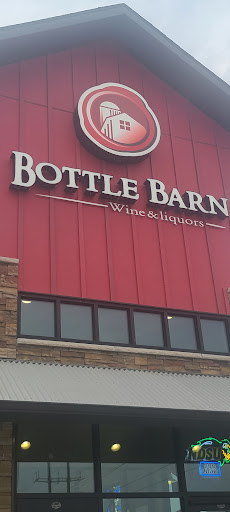 BOTTLE BARN
Wine & liquors
NDSU